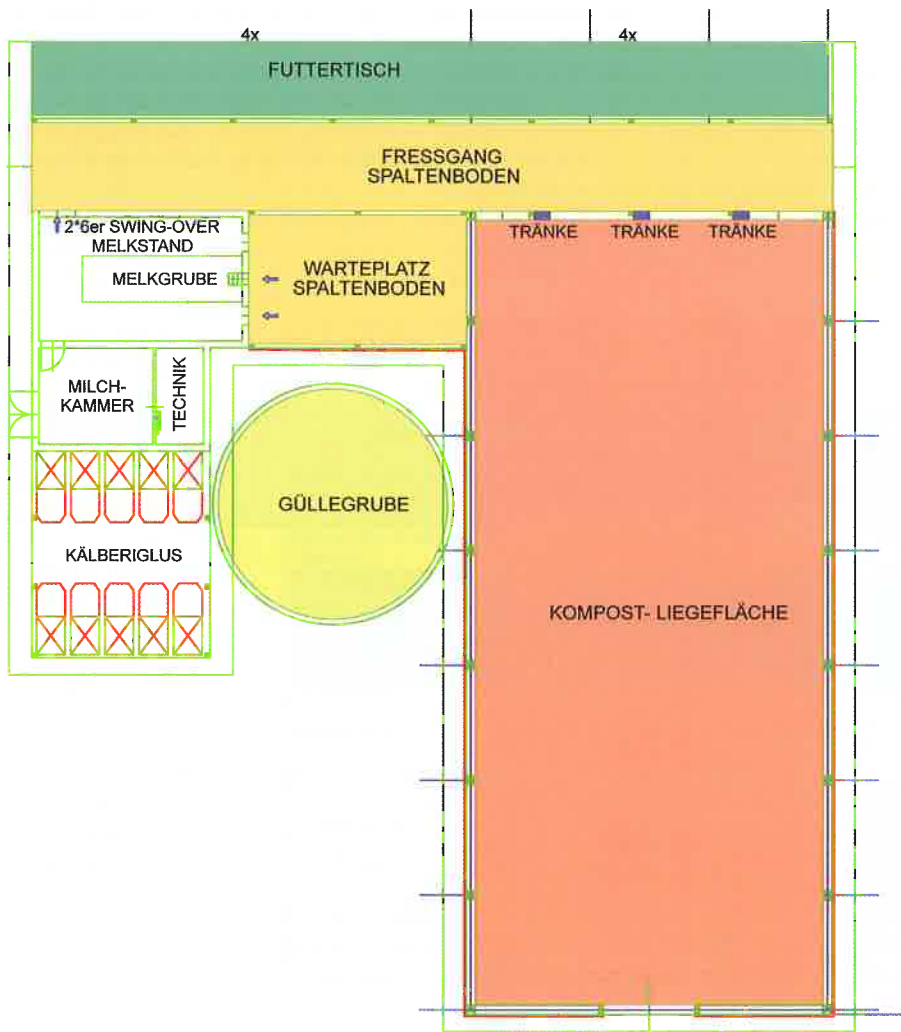 4x
4x
FUTTERTISCH
FRESSGANG
SPALTENBODEN
2*6er SWING-OVER
MELKSTAND
MELKGRUBE
WARTEPLATZ
SPALTENBODEN
TRÄNKE
TRÄNKE
TRÄNKE
MILCH-
KAMMER
TECHNIK
GÜLLEGRUBE
KÄLBERIGLUS
KOMPOST- LIEGEFLÄCHE